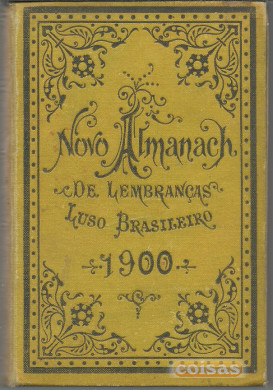 Novo Almanach
De Lembranças
Luso Brasileiro
1900
coisas